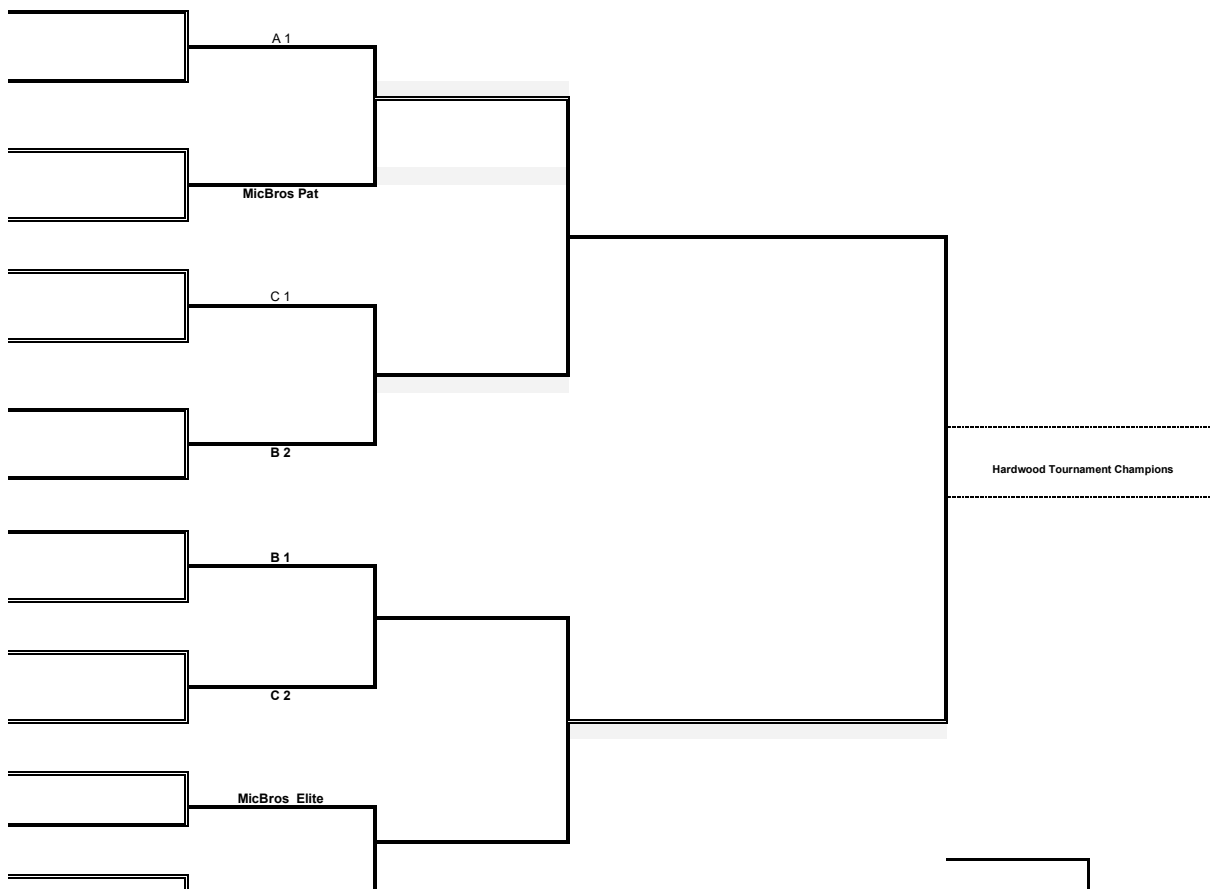 A 1
MicBros Pat
C 1
B 2
Hardwood Tournament Champions
B 1
C 2
MicBros  Elite